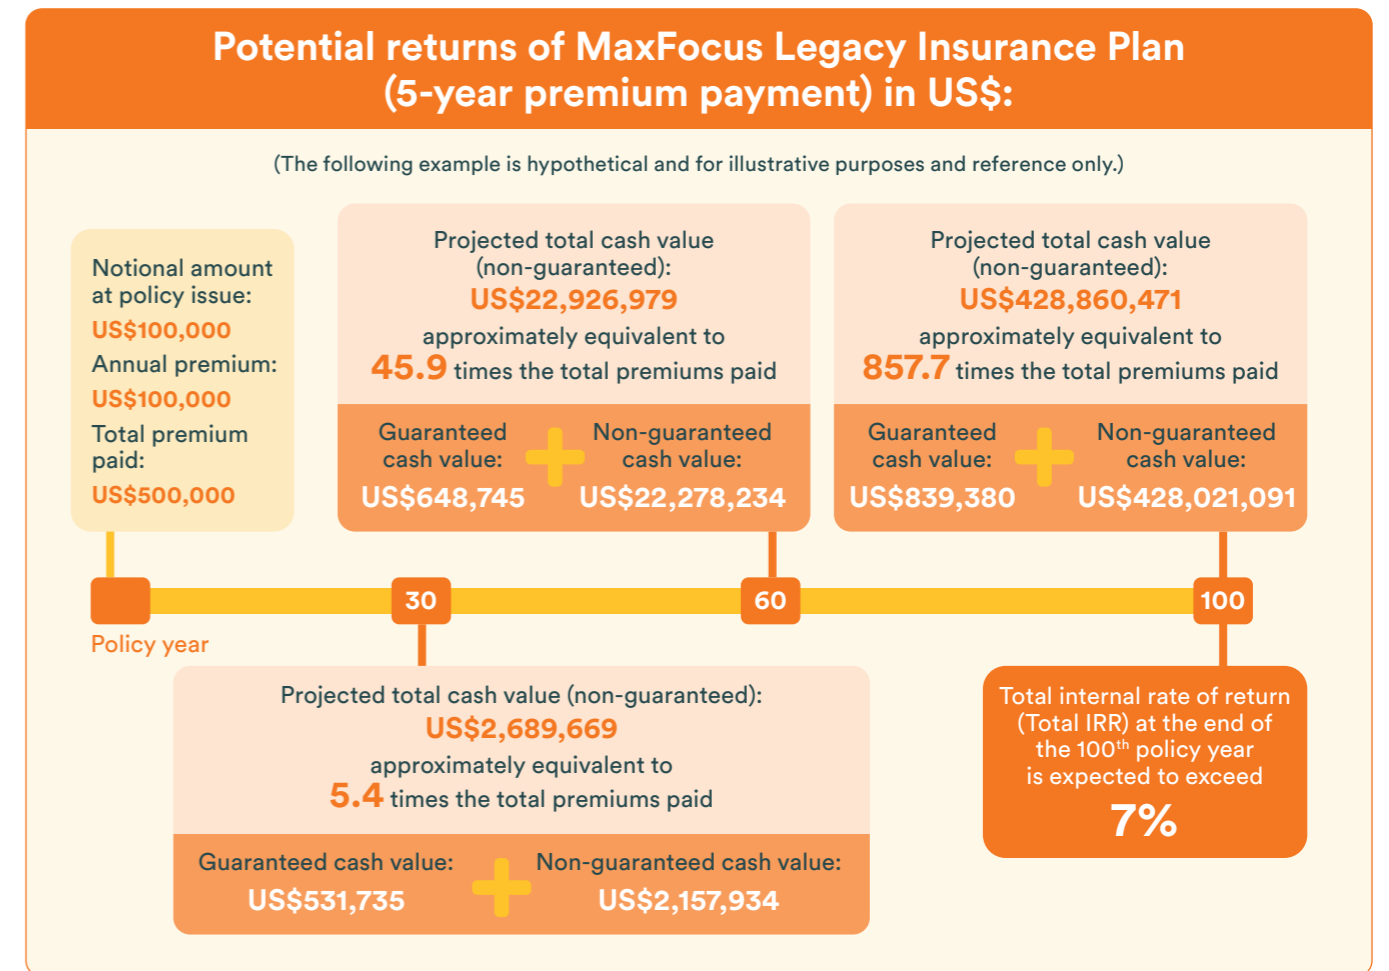 Potential returns of MaxFocus Legacy Insurance Plan
(5-year premium payment) in US$:
(The following example is hypothetical and for illustrative purposes and reference only.)
Notional amount
at policy issue:
US$100,000
Annual premium:
US$100,000
Total premium
paid:
US$500,000
Projected total cash value
(non-guaranteed):
US$22,926,979
approximately equivalent to
45.9 times the total premiums paid
Guaranteed
cash value:
US$648,745
Non-guaranteed
cash value:
US$22,278,234
Projected total cash value
(non-guaranteed):
US$428,860,471
approximately equivalent to
857.7 times the total premiums paid
Guaranteed
cash value:
US$839,380
Non-guaranteed
cash value:
US$428,021,091
30
60
100
Policy year
Projected total cash value (non-guaranteed):
US$2,689,669
approximately equivalent to
5.4 times the total premiums paid
Guaranteed cash value:
US$531,735
Non-guaranteed cash value:
US$2,157,934
Total internal rate of return
(Total IRR) at the end of
the 100th policy year
is expected to exceed
7%